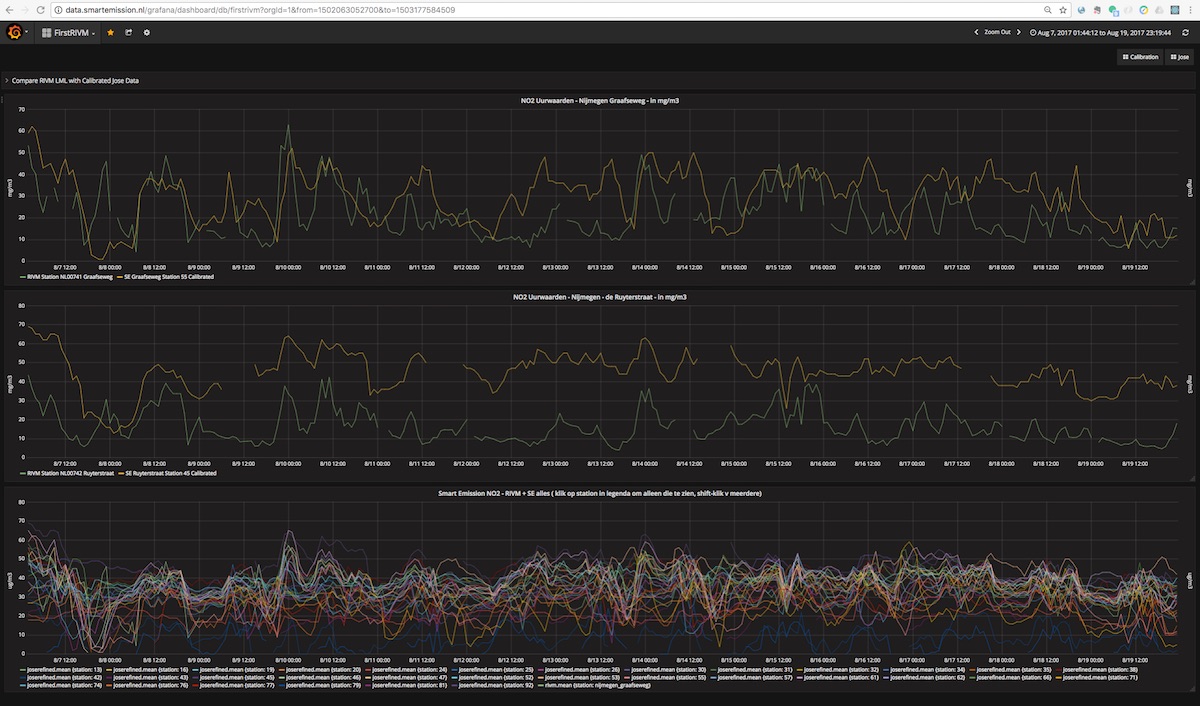 data.smartemission.nl/grafana/dashboard/db/firstrivm?orgId=1&from=1502063052700&to=1503177584509
FirstRIVM
Zoom Out
Aug 7, 2017 01:44:12 to Aug 19, 2017 23:19:44
Calibration
Jose
Compare RIVM LML with Calibrated Jose Data
NO2 Uurwaarden - Nijmegen Graafseweg - in mg/m3
70
60
50
40
30
20
10
0
mg/m3
mg/m3
8/7 12:00 8/8 00:00 8/8 12:00 8/9 00:00 8/9 12:00 8/10 00:00 8/10 12:00 8/11 00:00 8/11 12:00 8/12 00:00 8/12 12:00 8/13 00:00 8/13 12:00 8/14 00:00 8/14 12:00 8/15 00:00 8/15 12:00 8/16 00:00 8/16 12:00 8/17 00:00 8/17 12:00 8/18 00:00 8/18 12:00 8/19 00:00 8/19 12:00
RIVM Station NL00741 Graafseweg SE Graafseweg Station 55 Calibrated
NO2 Uurwaarden - Nijmegen - de Ruyterstraat - in mg/m3
80
70
60
50
40
30
20
10
0
mg/m3
mg/m3
8/7 12:00 8/8 00:00 8/8 12:00 8/9 00:00 8/9 12:00 8/10 00:00 8/10 12:00 8/11 00:00 8/11 12:00 8/12 00:00 8/12 12:00 8/13 00:00 8/13 12:00 8/14 00:00 8/14 12:00 8/15 00:00 8/15 12:00 8/16 00:00 8/16 12:00 8/17 00:00 8/17 12:00 8/18 00:00 8/18 12:00 8/19 00:00 8/19 12:00
RIVM Station NL00742 Ruyterstraat SE Ruyterstraat Station 45 Calibrated
Smart Emission NO2 - RIVM + SE alles ( klik op station in legenda om alleen die te zien, shift-klik v meerdere)
80
70
60
50
40
30
20
10
0
ug/m3
ug/m3
8/7 12:00 8/8 00:00 8/8 12:00 8/9 00:00 8/9 12:00 8/10 00:00 8/10 12:00 8/11 00:00 8/11 12:00 8/12 00:00 8/12 12:00 8/13 00:00 8/13 12:00 8/14 00:00 8/14 12:00 8/15 00:00 8/15 12:00 8/16 00:00 8/16 12:00 8/17 00:00 8/17 12:00 8/18 00:00 8/18 12:00 8/19 00:00 8/19 12:00
joserefined.mean {station: 13} joserefined.mean {station: 16} joserefined.mean {station: 19} joserefined.mean {station: 20} joserefined.mean {station: 24} joserefined.mean {station: 25} joserefined.mean {station: 26} joserefined.mean {station: 30} joserefined.mean {station: 31} joserefined.mean {station: 32} joserefined.mean {station: 34} joserefined.mean {station: 35} joserefined.mean {station: 38}
joserefined.mean {station: 42} joserefined.mean {station: 43} joserefined.mean {station: 45} joserefined.mean {station: 46} joserefined.mean {station: 47} joserefined.mean {station: 52} joserefined.mean {station: 53} joserefined.mean {station: 55} joserefined.mean {station: 57} joserefined.mean {station: 61} joserefined.mean {station: 62} joserefined.mean {station: 66} joserefined.mean {station: 71}
joserefined.mean {station: 74} joserefined.mean {station: 76} joserefined.mean {station: 77} joserefined.mean {station: 79} joserefined.mean {station: 81} joserefined.mean {station: 92} rivm.mean {station: nijmegen_graafseweg}